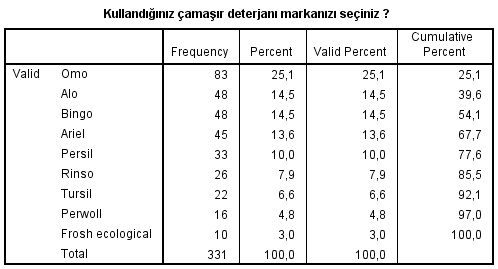 Kullandığınız çamaşır deterjanı markanızı seçiniz ?
Frequency Percent Valid Percent Cumulative Percent
Valid Omo 83 25,1 25,1 25,1
Alo 48 14,5 14,5 39,6
Bingo 48 14,5 14,5 54,1
Ariel 45 13,6 13,6 67,7
Persil 33 10,0 10,0 77,6
Rinso 26 7,9 7,9 85,5
Tursil 22 6,6 6,6 92,1
Perwoll 16 4,8 4,8 97,0
Frosh ecological 10 3,0 3,0 100,0
Total 331 100,0 100,0